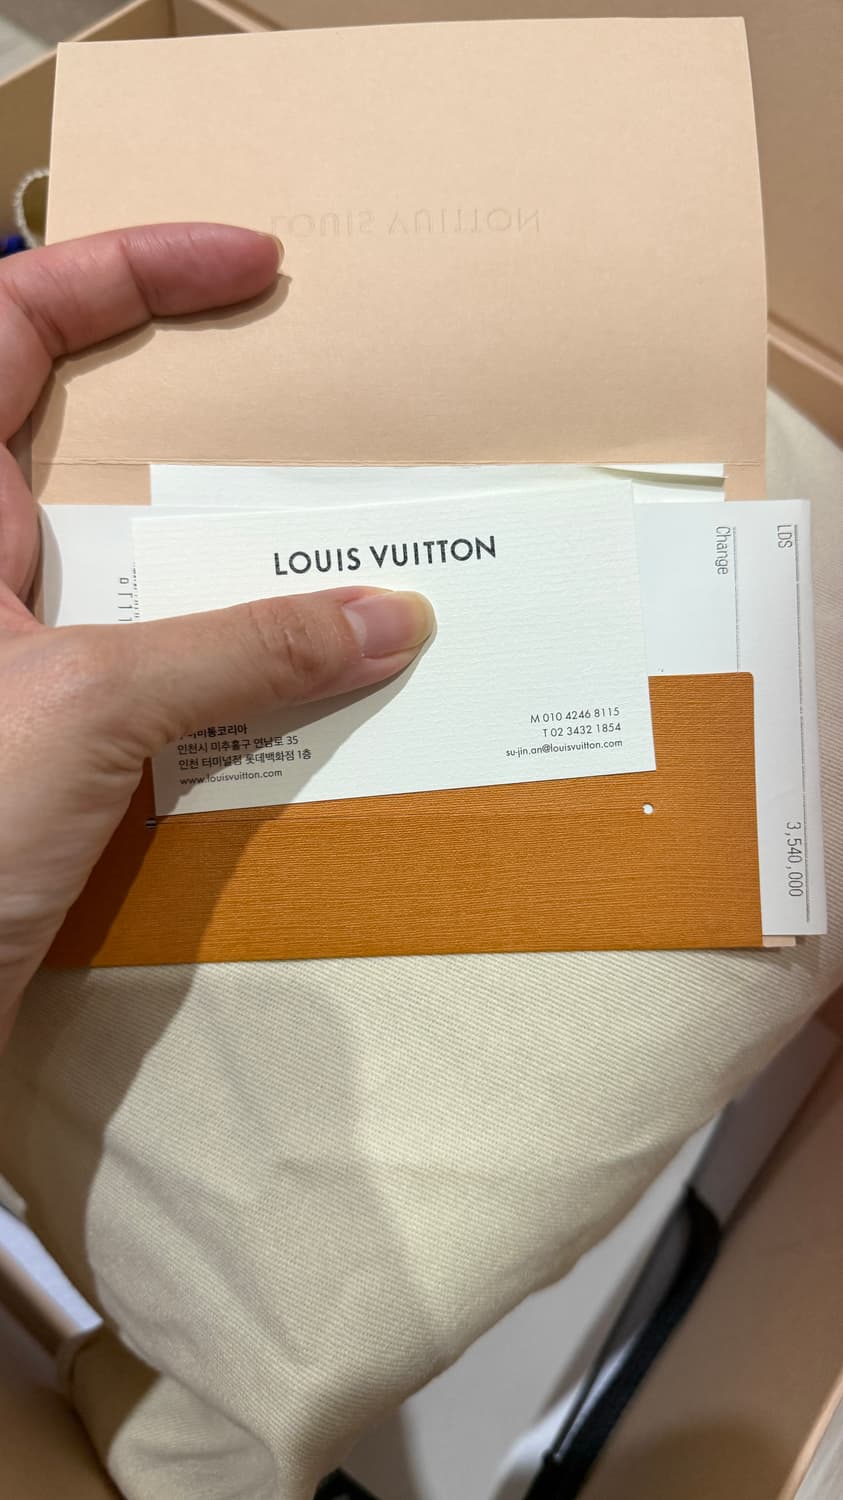 LOUIS VUITTON
LOUIS VUITTON
Change
LDS
3,540,000
인천시 미추홀구 연남로 35
인천 터미널점 롯데백화점 1층
www.louisvuitton.com
M 010 4246 8115
T 02 3432 1854
su-jin.an@louisvuitton.com